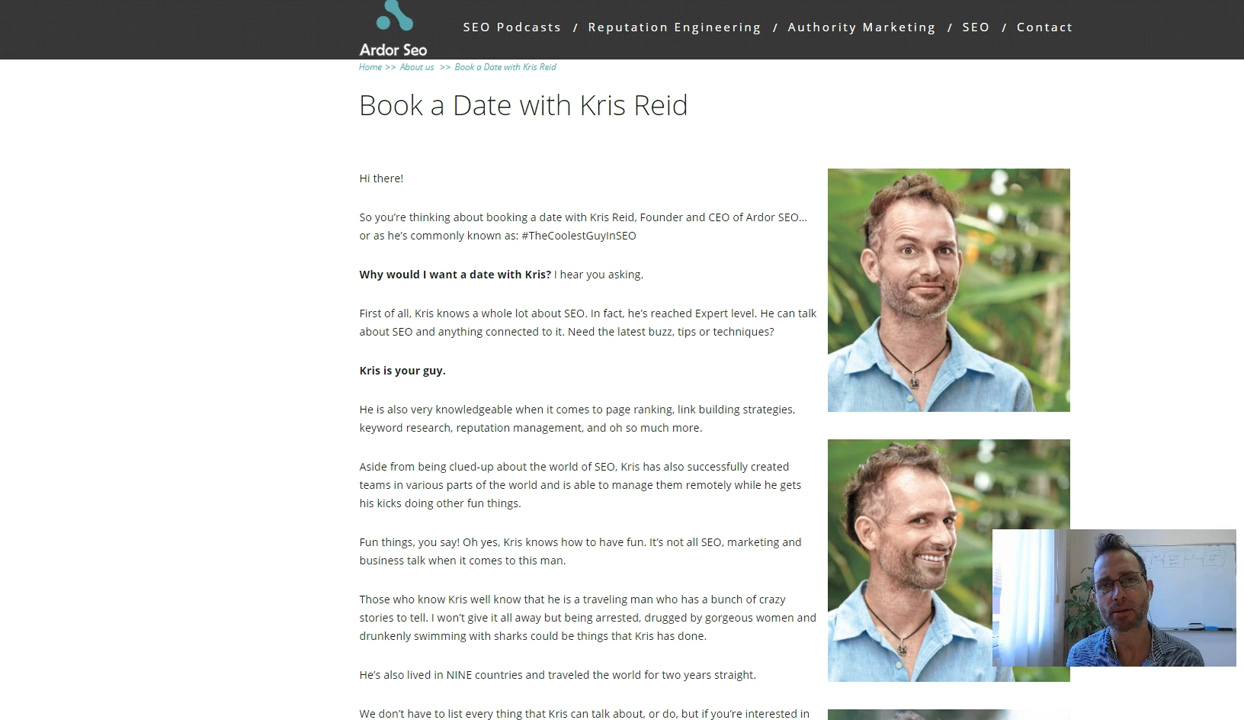 SEO Podcasts / Reputation Engineering / Authority Marketing / SEO / Contact
Ardor Seo
Home >> About us >> Book a Date with Kris Reid
Book a Date with Kris Reid
Hi there!
So you're thinking about booking a date with Kris Reid, Founder and CEO of Ardor SEO...
or as he's commonly known as: #TheCoolestGuyInSEO
Why would I want a date with Kris? I hear you asking.
First of all, Kris knows a whole lot about SEO. In fact, he's reached Expert level. He can talk
about SEO and anything connected to it. Need the latest buzz, tips or techniques?
Kris is your guy.
He is also very knowledgeable when it comes to page ranking, link building strategies,
keyword research, reputation management, and oh so much more.
Aside from being clued-up about the world of SEO, Kris has also successfully created
teams in various parts of the world and is able to manage them remotely while he gets
his kicks doing other fun things.
Fun things, you say! Oh yes, Kris knows how to have fun. It's not all SEO, marketing and
business talk when it comes to this man.
Those who know Kris well know that he is a traveling man who has a bunch of crazy
stories to tell. I won't give it all away but being arrested, drugged by gorgeous women and
drunkenly swimming with sharks could be things that Kris has done.
He's also lived in NINE countries and traveled the world for two years straight.
We don't have to list every thing that Kris can talk about, or do, but if you're interested in